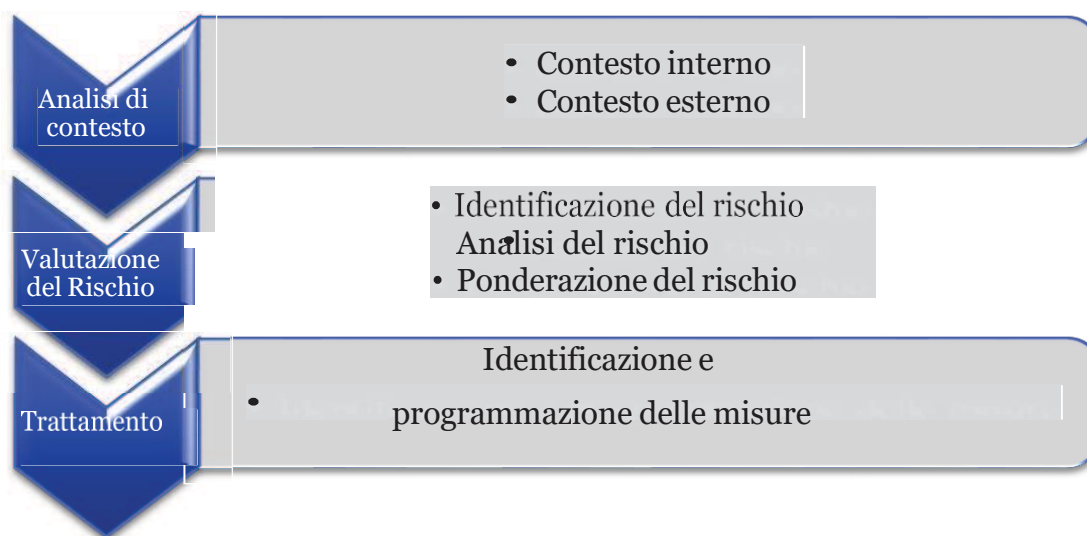 Analisi di
contesto
• Contesto interno
• Contesto esterno
Valutazione
del Rischio
• Identificazione del rischio
• Analisi del rischio
• Ponderazione del rischio
Trattamento
• Identificazione e
programmazione delle misure